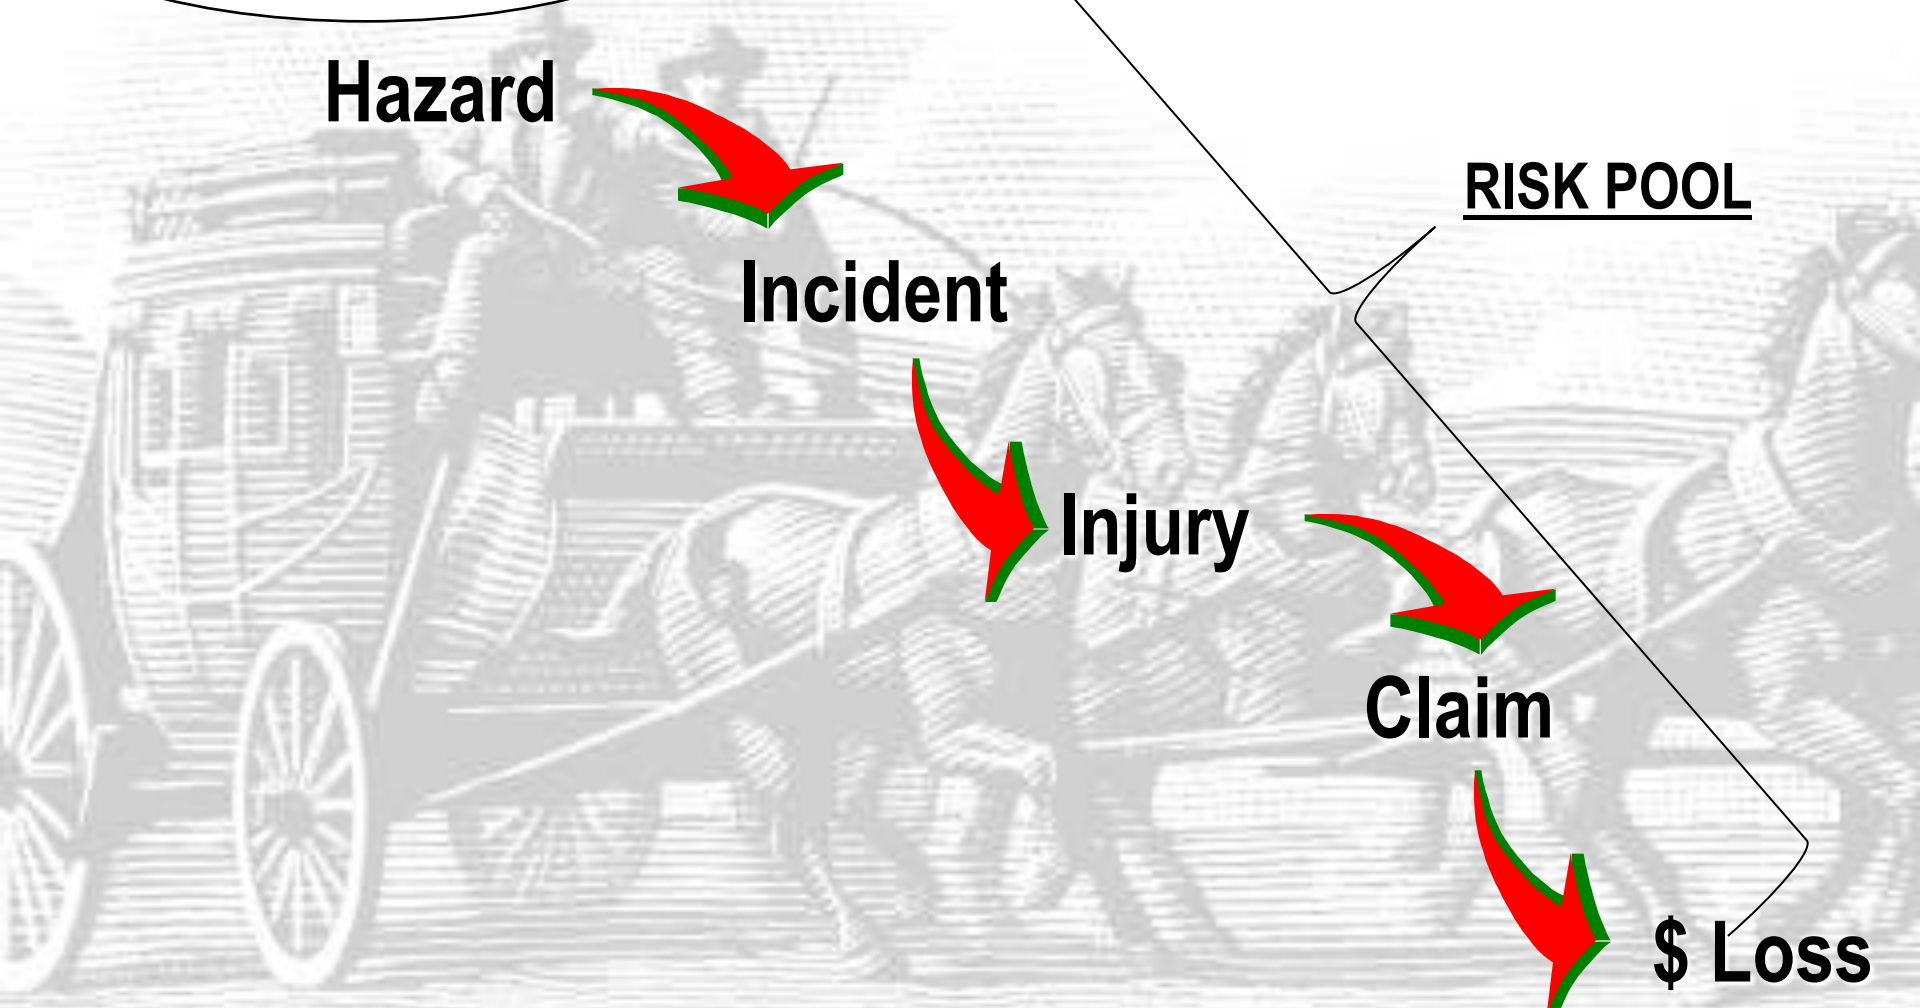 Hazard
RISK POOL
Incident
Injury
Claim
$ Loss